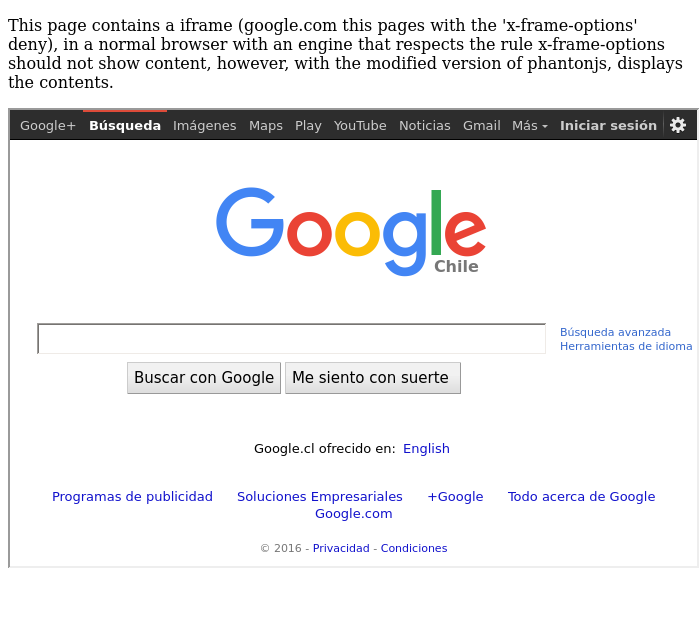 This page contains a iframe (google.com this pages with the 'x-frame-options'
deny), in a normal browser with an engine that respects the rule x-frame-options
should not show content, however, with the modified version of phantonjs, displays
the contents.
Google+ Búsqueda Imágenes Maps Play YouTube Noticias Gmail Más Iniciar sesión
Google
Chile
Búsqueda avanzada
Herramientas de idioma
Buscar con Google Me siento con suerte
Google.cl ofrecido en: English
Programas de publicidad Soluciones Empresariales +Google Todo acerca de Google
Google.com
© 2016 - Privacidad - Condiciones